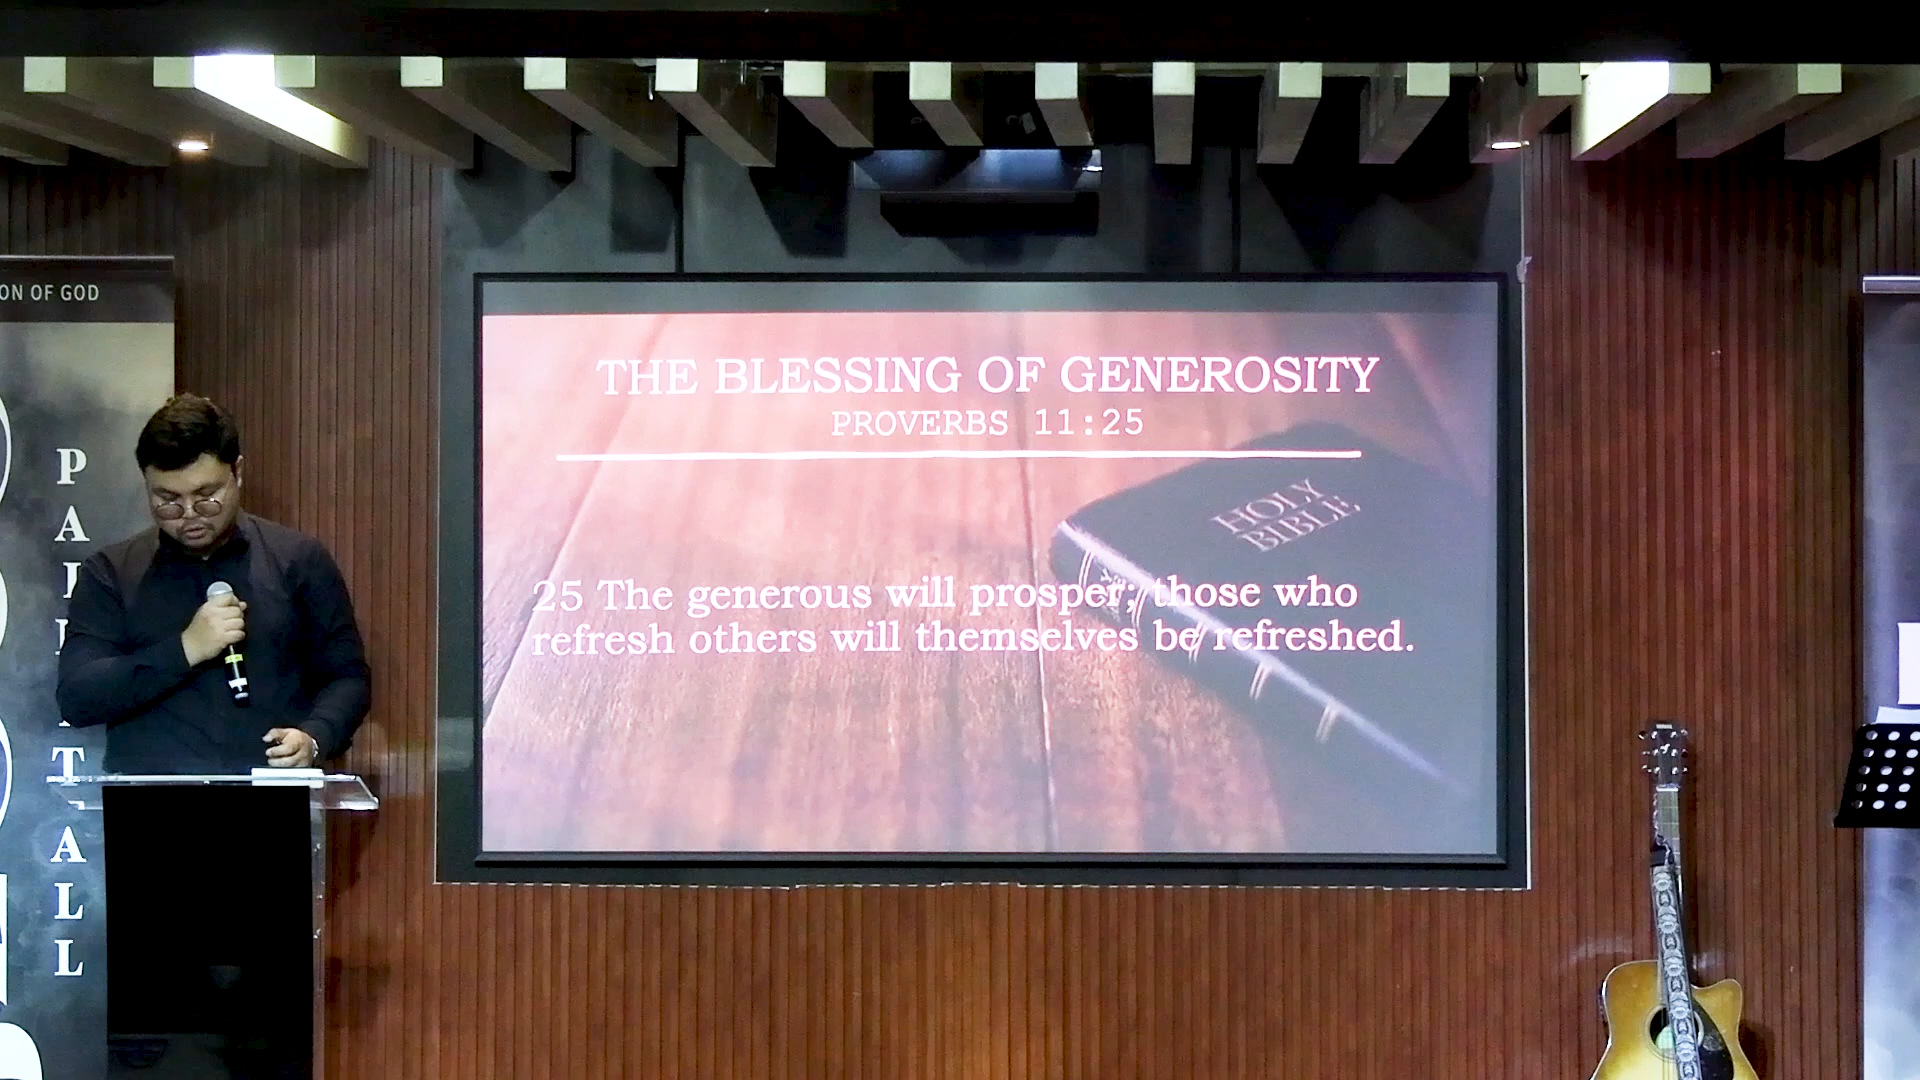 ON OF GOD
THE BLESSING OF GENEROSITY
PROVERBS 11:25
HOLY
BIBLE
25 The generous will prosper; those who
refresh others will themselves be refreshed.